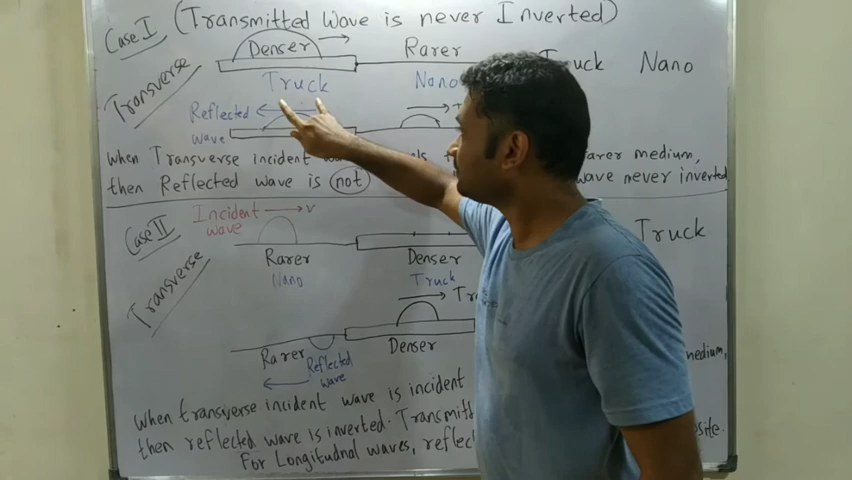 Case I (Transmitted wave is never Inverted)
Denser Rarer Truck Nano
Transverse
Truck Nano
Reflected
wave
When Transverse incident rarer medium,
then Reflected wave is not wave never inverted
Case II
Incident v
wave
Truck
Transverse
Rarer Denser
Nano Truck
Rarer Denser
Reflected
wave
medium,
When transverse incident wave is incident
then reflected wave is inverted. Transmitt
For Longitudnal waves, reflec